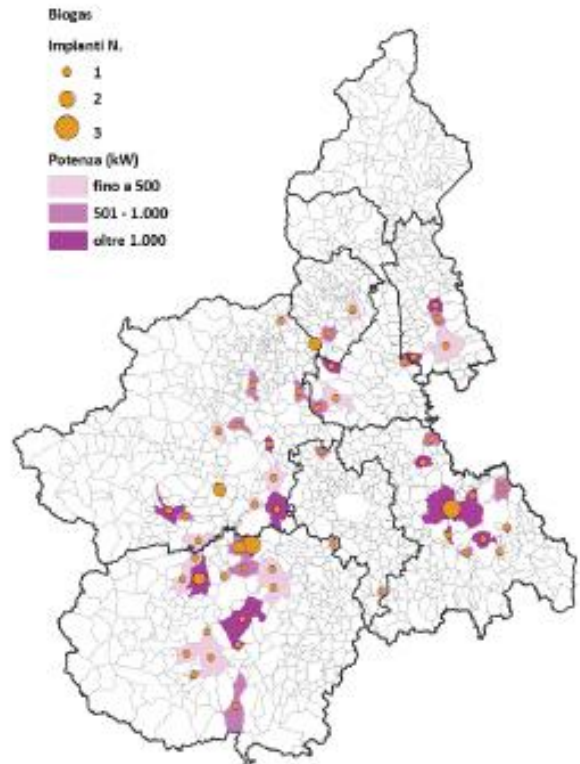 Biogas
Impianti N.
1
2
3
Potenza (kW)
fino a 500
501 - 1.000
oltre 1.000